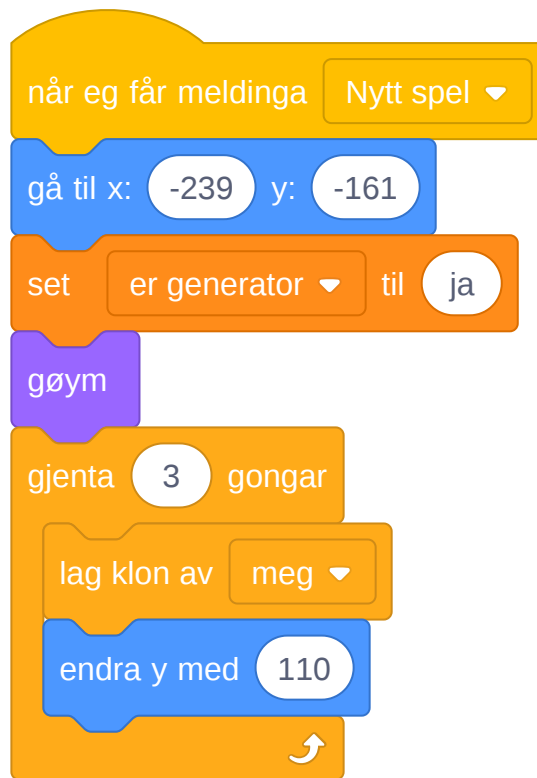 når eg får meldinga Nytt spel
gå til x: -239 y: -161
set er generator til ja
gøym
gjenta 3 gongar
lag klon av meg
endra y med 110